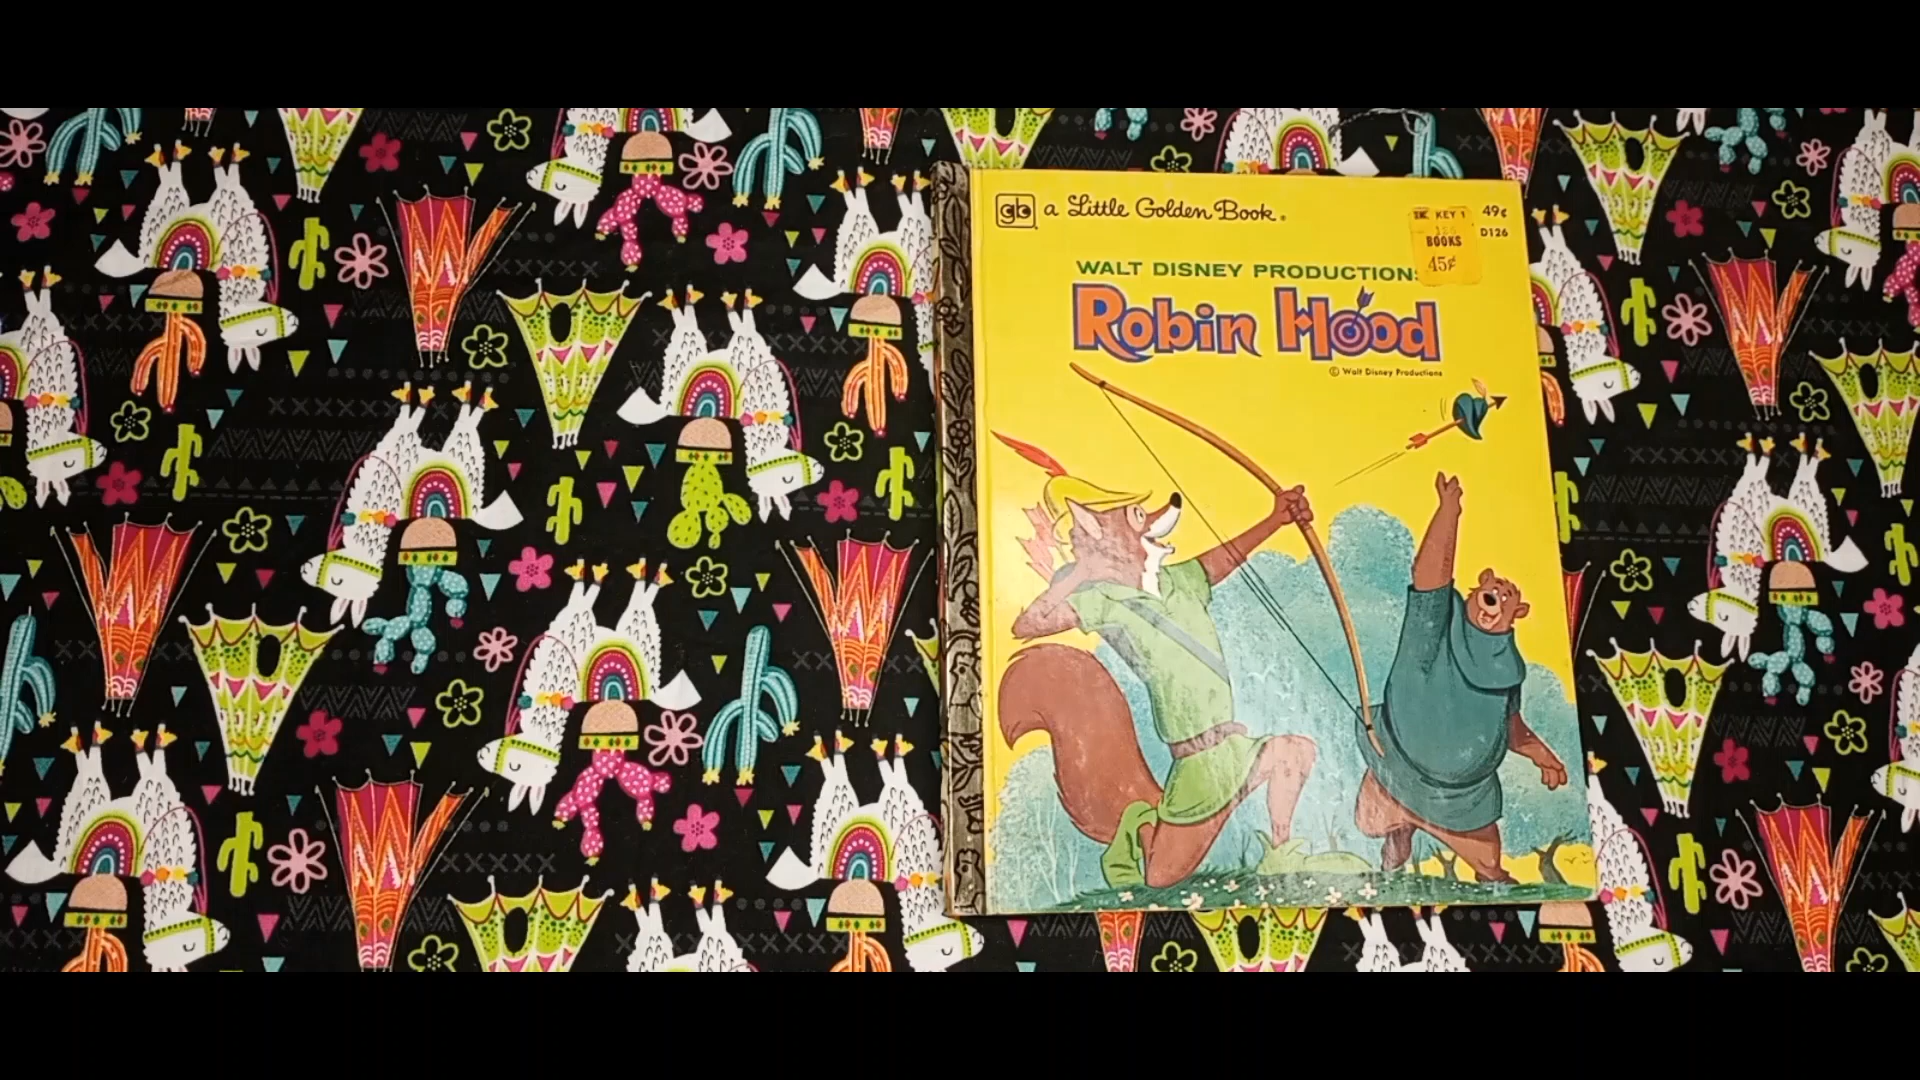 gb a Little Golden Book®
49¢
D126
KEY 1
BOOKS
45¢
WALT DISNEY PRODUCTIONS
Robin Hood
© Walt Disney Productions